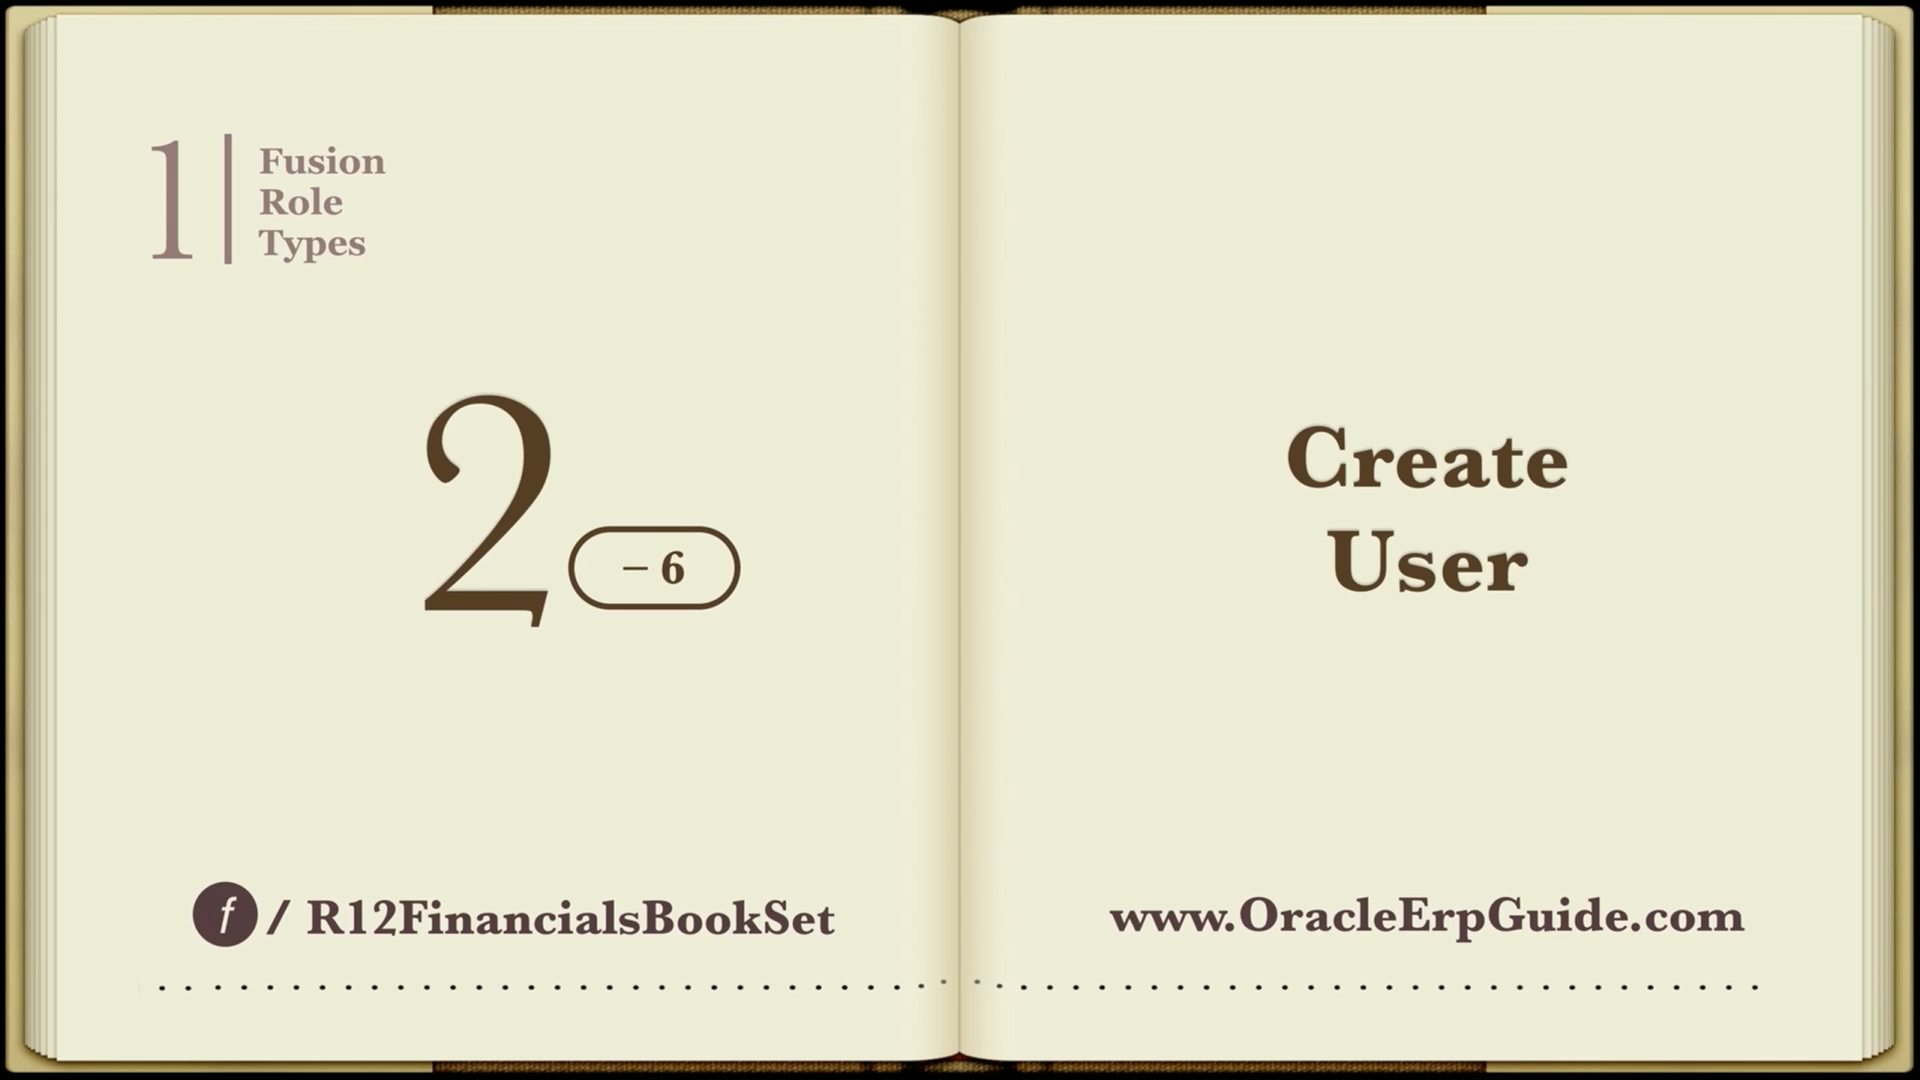 1
Fusion
Role
Types
2
– 6
Create
User
f / R12FinancialsBookSet
www.OracleErpGuide.com